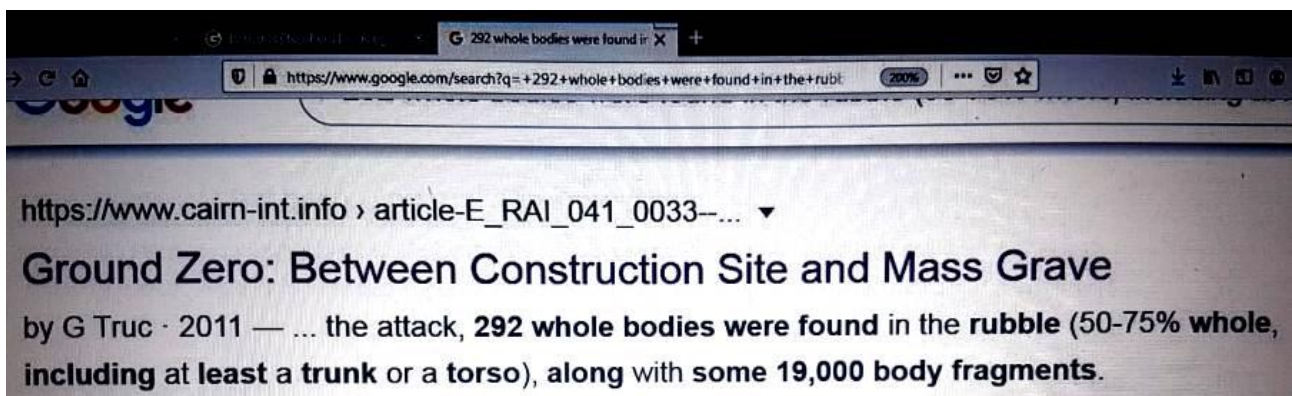 G 292 whole bodies were found ir X +
https://www.google.com/search?q=+292+whole+bodies+were+found+in+the+rubl 200%
Google
https://www.cairn-int.info › article-E_RAI_041_0033--...
Ground Zero: Between Construction Site and Mass Grave
by G Truc · 2011 — ... the attack, 292 whole bodies were found in the rubble (50-75% whole,
including at least a trunk or a torso), along with some 19,000 body fragments.